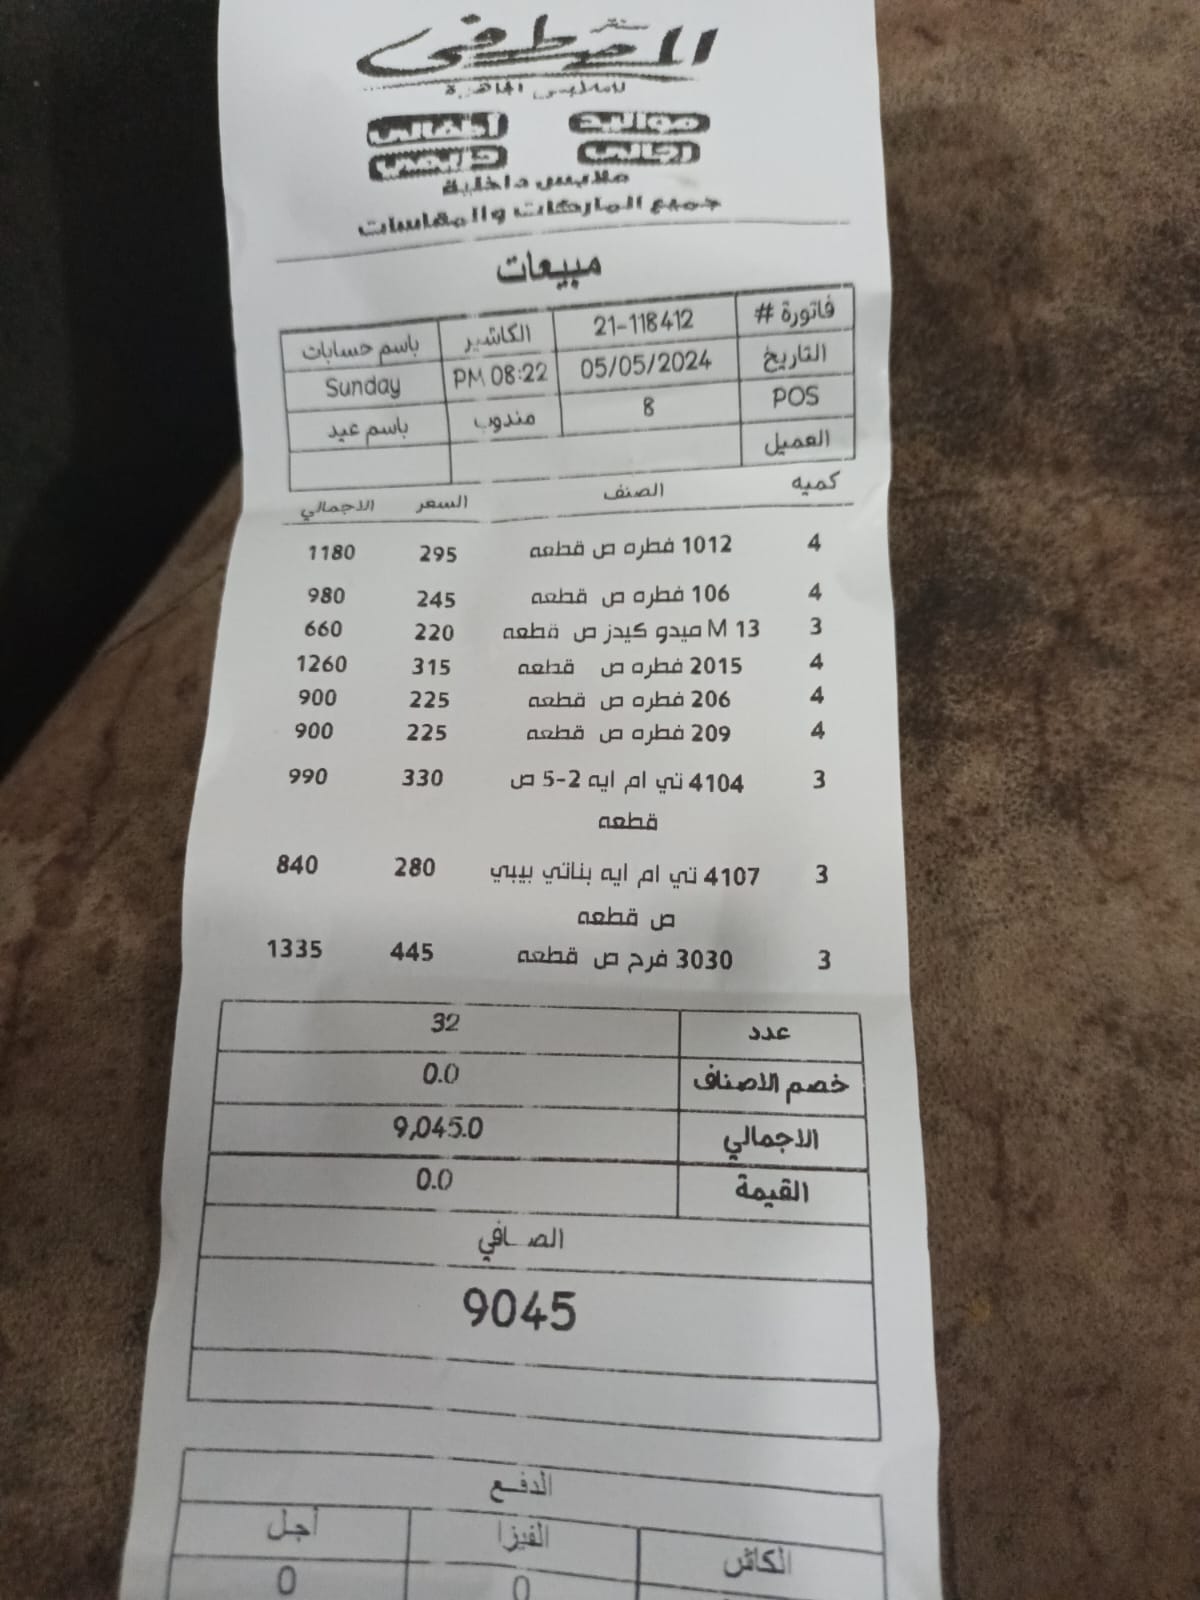 سنتر
المصطفى
للملابس الجاهزة
مواليد أطفالى
رجالى حريمى
ملابس داخلية
جميع الماركات والمقاسات
مبيعات
فاتورة # 21-118412 الكاشير باسم حسابات
التاريخ 05/05/2024 PM 08:22 Sunday
POS 8 مندوب باسم عيد
العميل
كميه الصنف السعر الاجمالي
4 1012 فطره ص قطعه 295 1180
4 106 فطره ص قطعه 245 980
3 M 13 ميدو كيدز ص قطعه 220 660
4 2015 فطره ص قطعه 315 1260
4 206 فطره ص قطعه 225 900
4 209 فطره ص قطعه 225 900
3 4104 تي ام ايه 2-5 ص 330 990
قطعه
3 4107 تي ام ايه بناتي بيبي 280 840
ص قطعه
3 3030 فرح ص قطعه 445 1335
عدد 32
خصم الاصناف 0.0
الاجمالي 9,045.0
القيمة 0.0
الصافي
9045
الدفع
الكاش الفيزا أجل
0 0